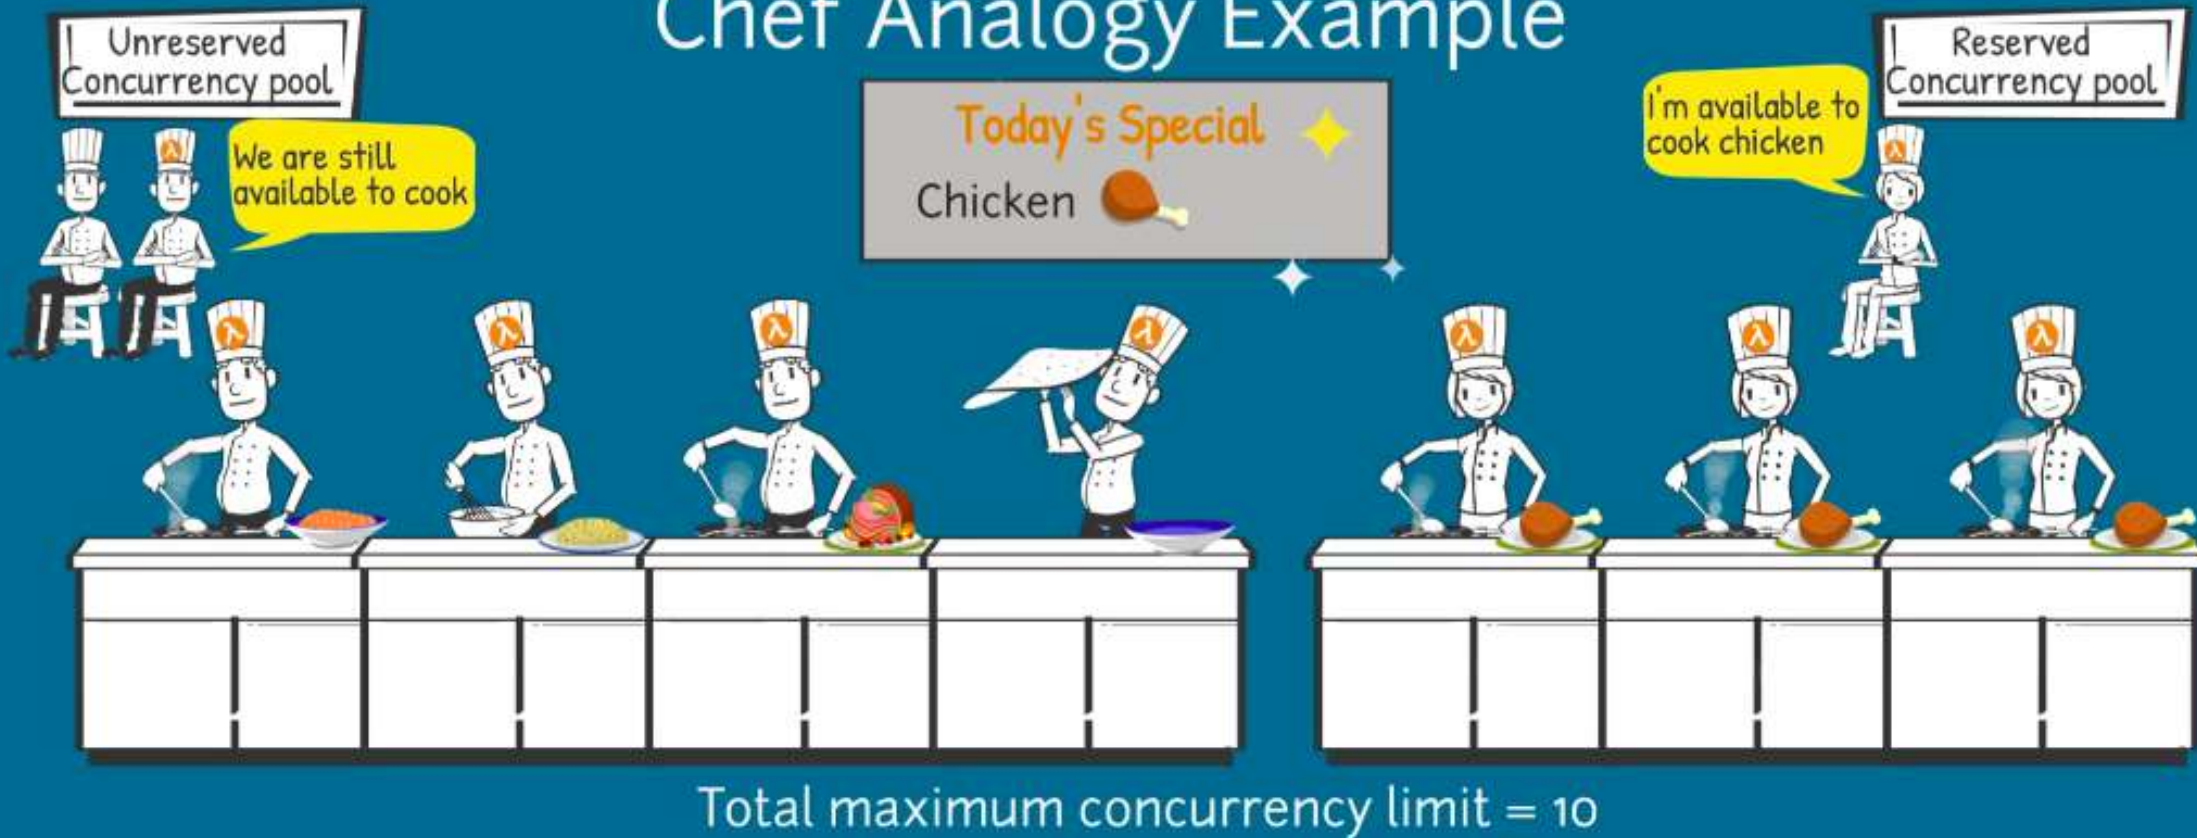 Chef Analogy Example
Unreserved
Concurrency pool
We are still
available to cook
Today's Special
Chicken
I'm available to
cook chicken
Reserved
Concurrency pool
λ
λ
λ
λ
λ
λ
λ
λ
λ
Total maximum concurrency limit = 10